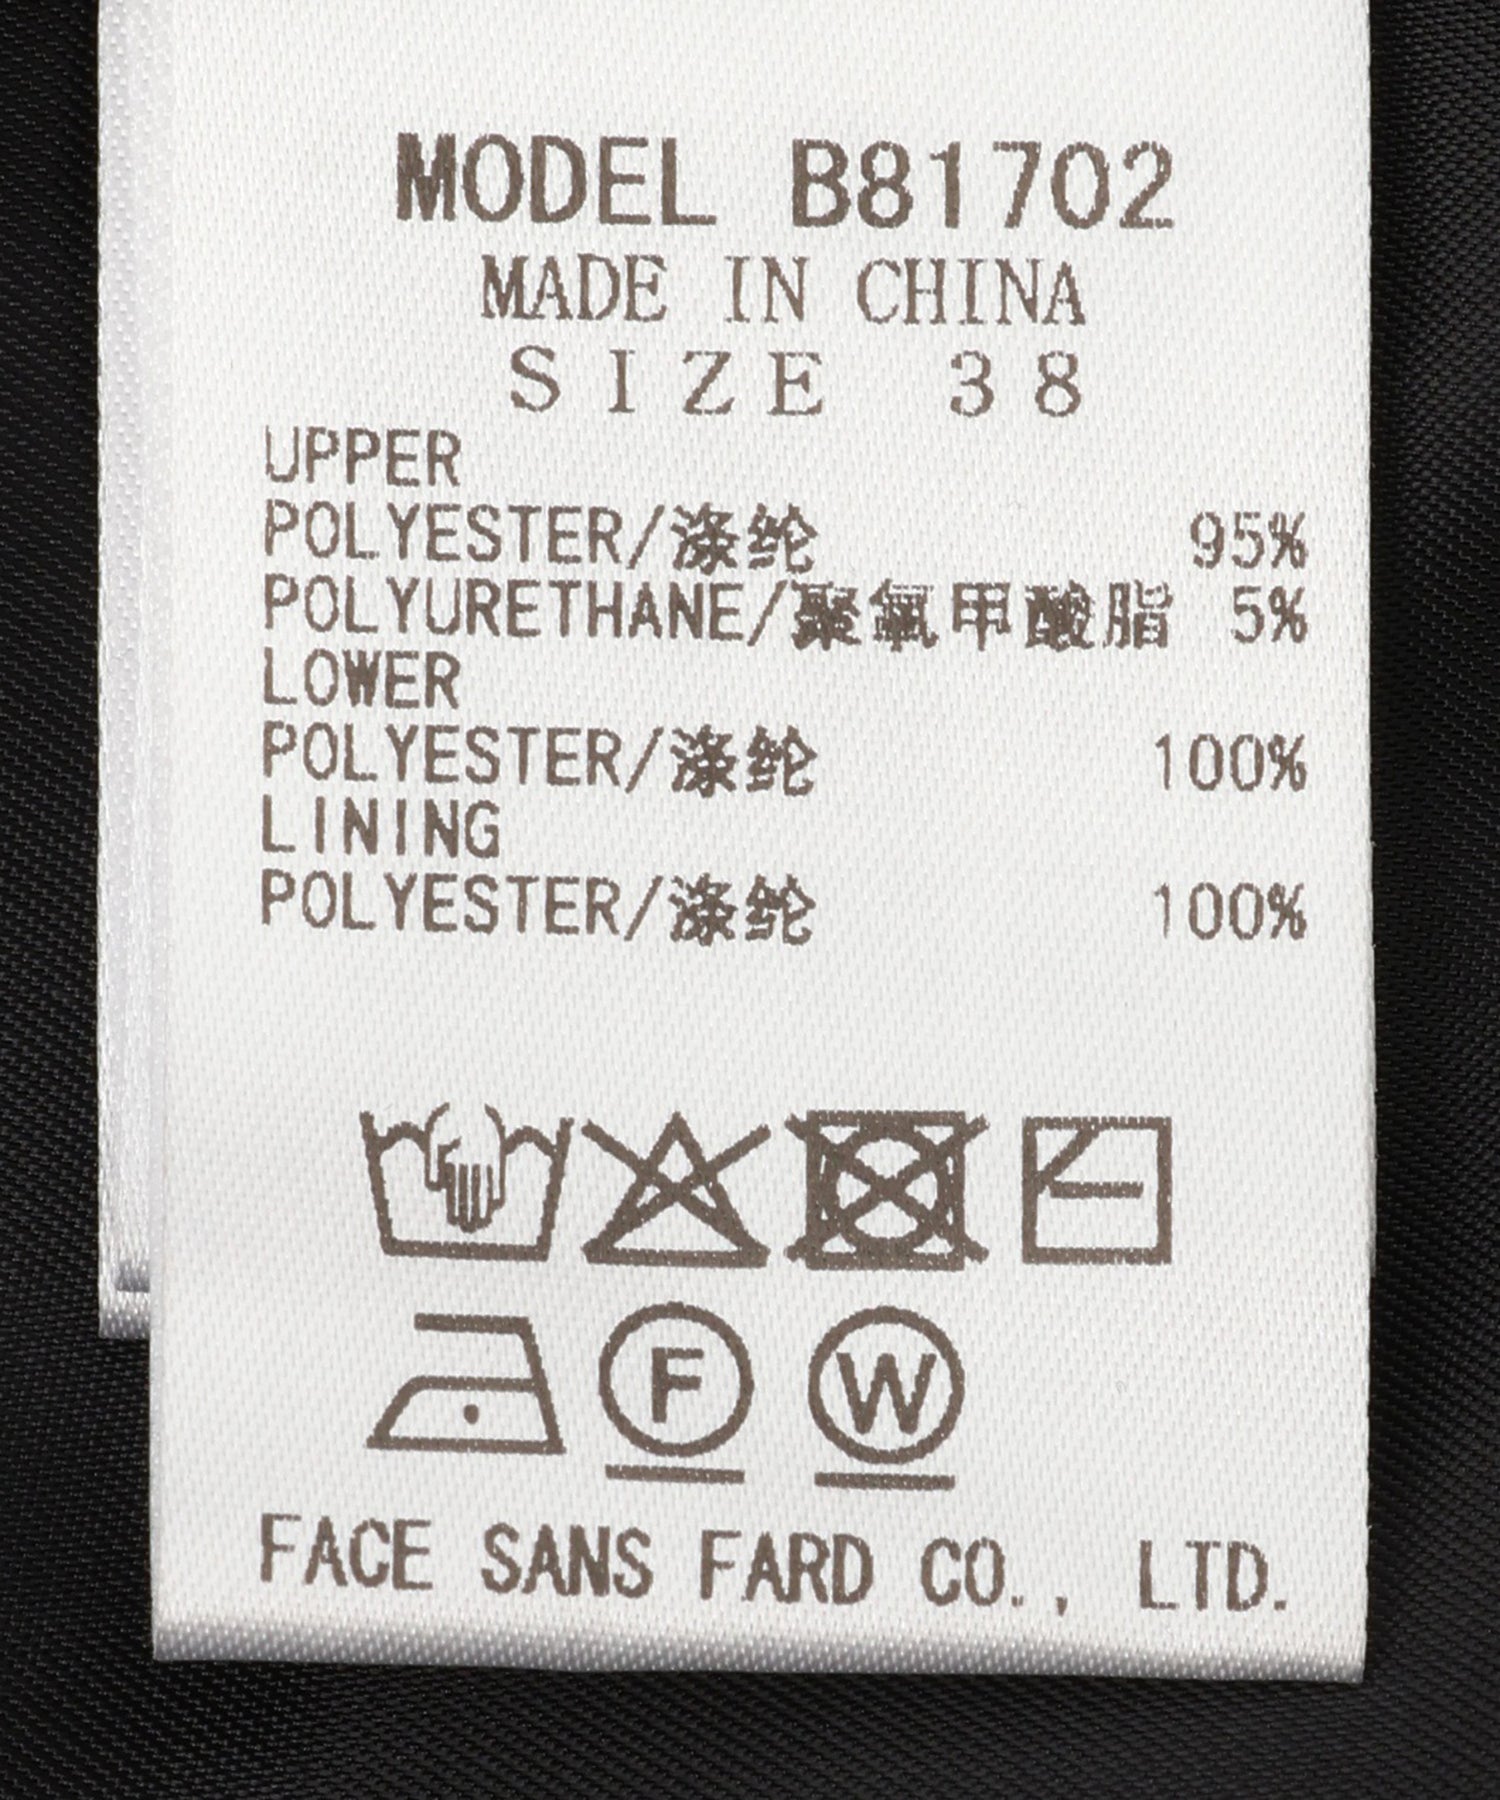 MODEL B81702
MADE IN CHINA
SIZE 38
UPPER
POLYESTER/涤纶 95%
POLYURETHANE/聚氨甲酸脂 5%
LOWER
POLYESTER/涤纶 100%
LINING
POLYESTER/涤纶 100%
F W
FACE SANS FARD CO., LTD.